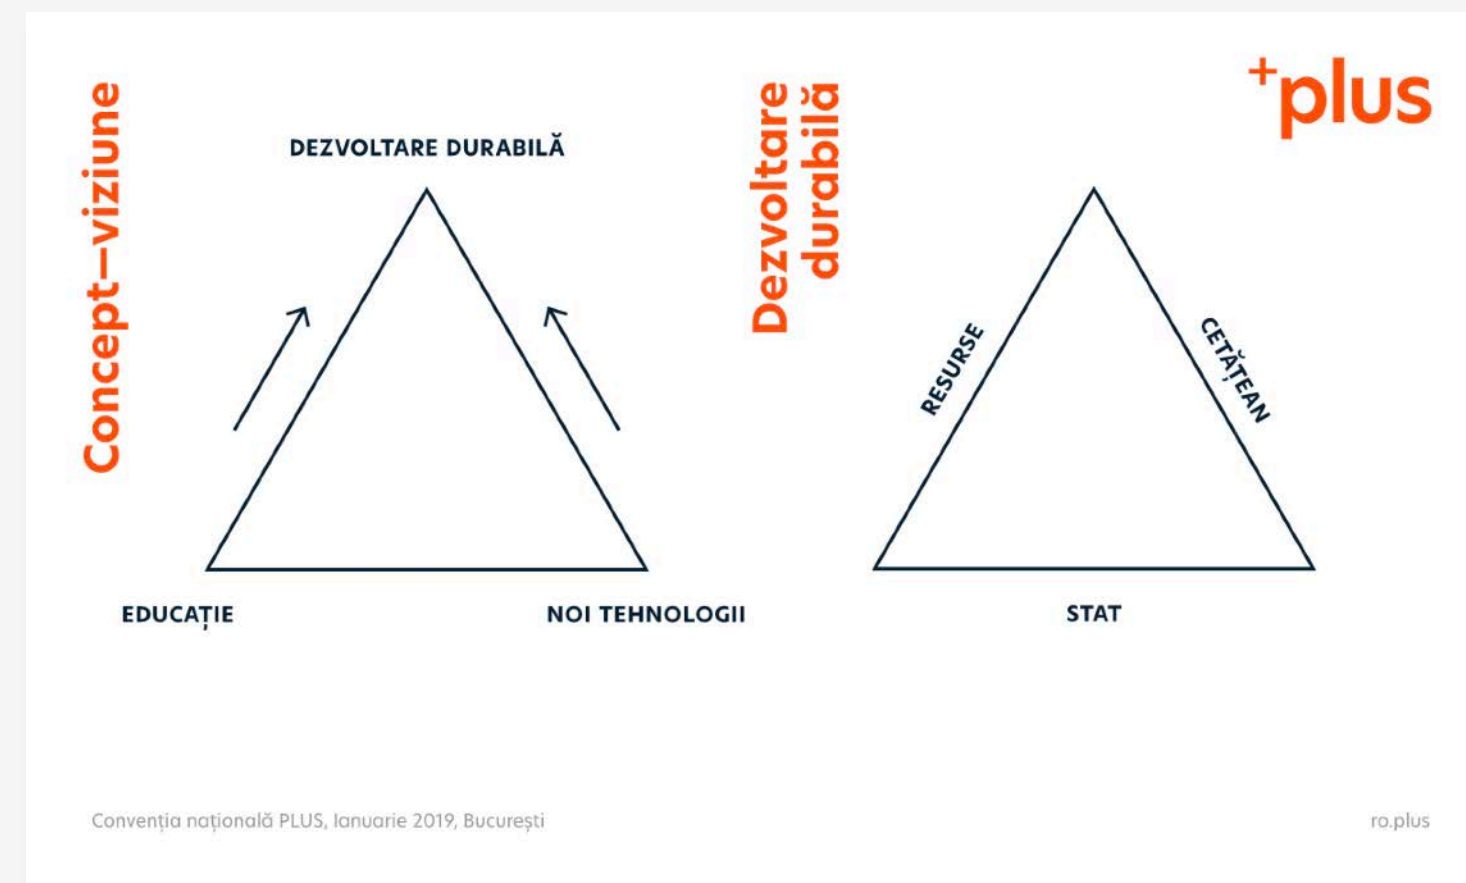 Concept–viziune
DEZVOLTARE DURABILĂ
EDUCAȚIE
NOI TEHNOLOGII
Dezvoltare
durabilă
+plus
RESURSE
CETĂȚEAN
STAT
Convenția națională PLUS, Ianuarie 2019, București
ro.plus